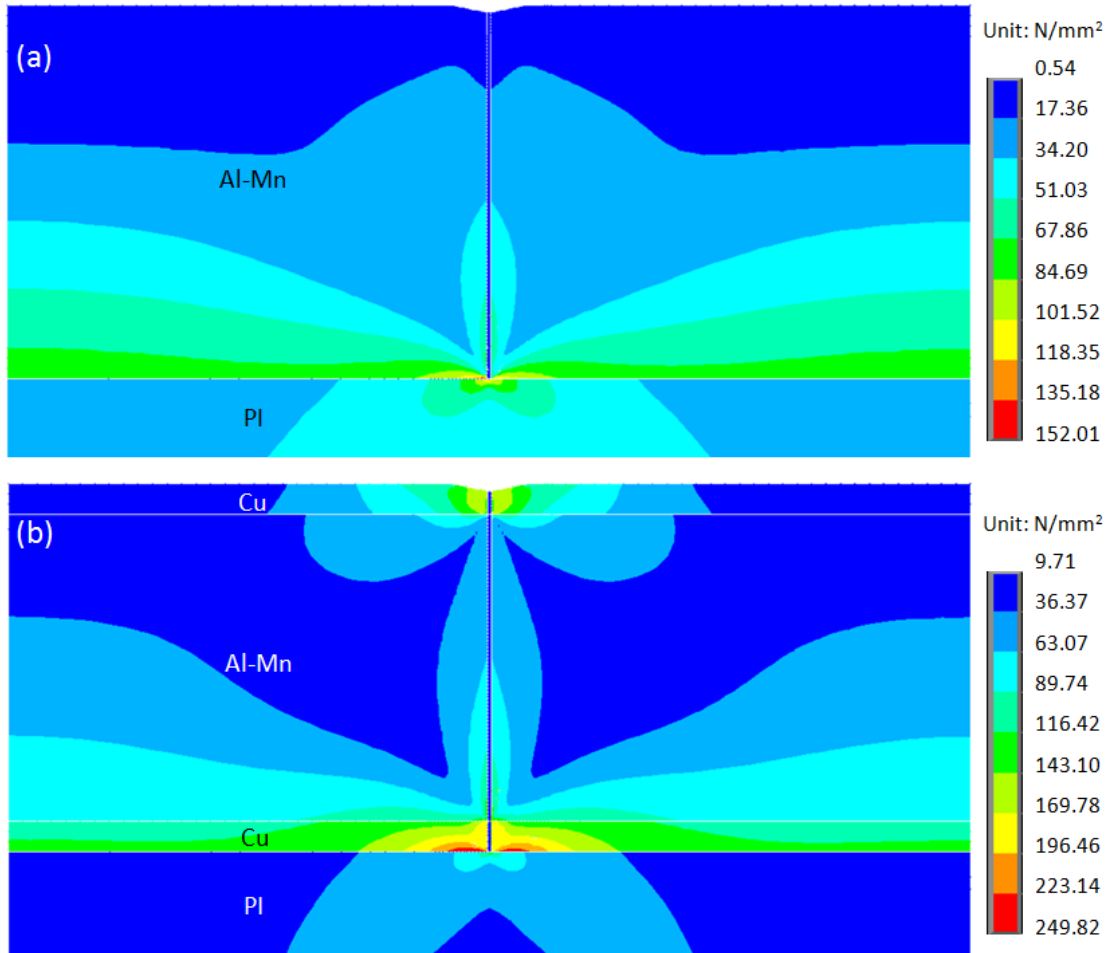 (a)
Al-Mn
PI
Unit: N/mm²
0.54
17.36
34.20
51.03
67.86
84.69
101.52
118.35
135.18
152.01
Cu
(b)
Al-Mn
Cu
PI
Unit: N/mm²
9.71
36.37
63.07
89.74
116.42
143.10
169.78
196.46
223.14
249.82